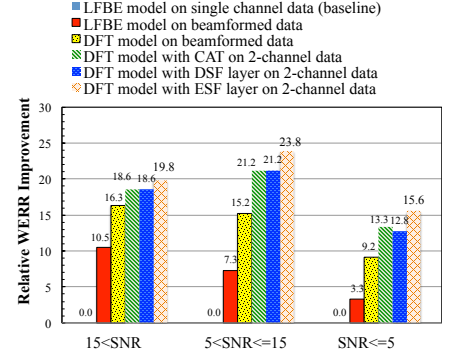 LFBE model on single channel data (baseline)
LFBE model on beamformed data
DFT model on beamformed data
DFT model with CAT on 2-channel data
DFT model with DSF layer on 2-channel data
DFT model with ESF layer on 2-channel data
Relative WERR Improvement
30
25
20
15
10
5
0
0.0 10.5 16.3 18.6 18.6 19.8
0.0 7.3 15.2 21.2 21.2 23.8
0.0 3.3 9.2 13.3 12.8 15.6
15<SNR 5<SNR<=15 SNR<=5